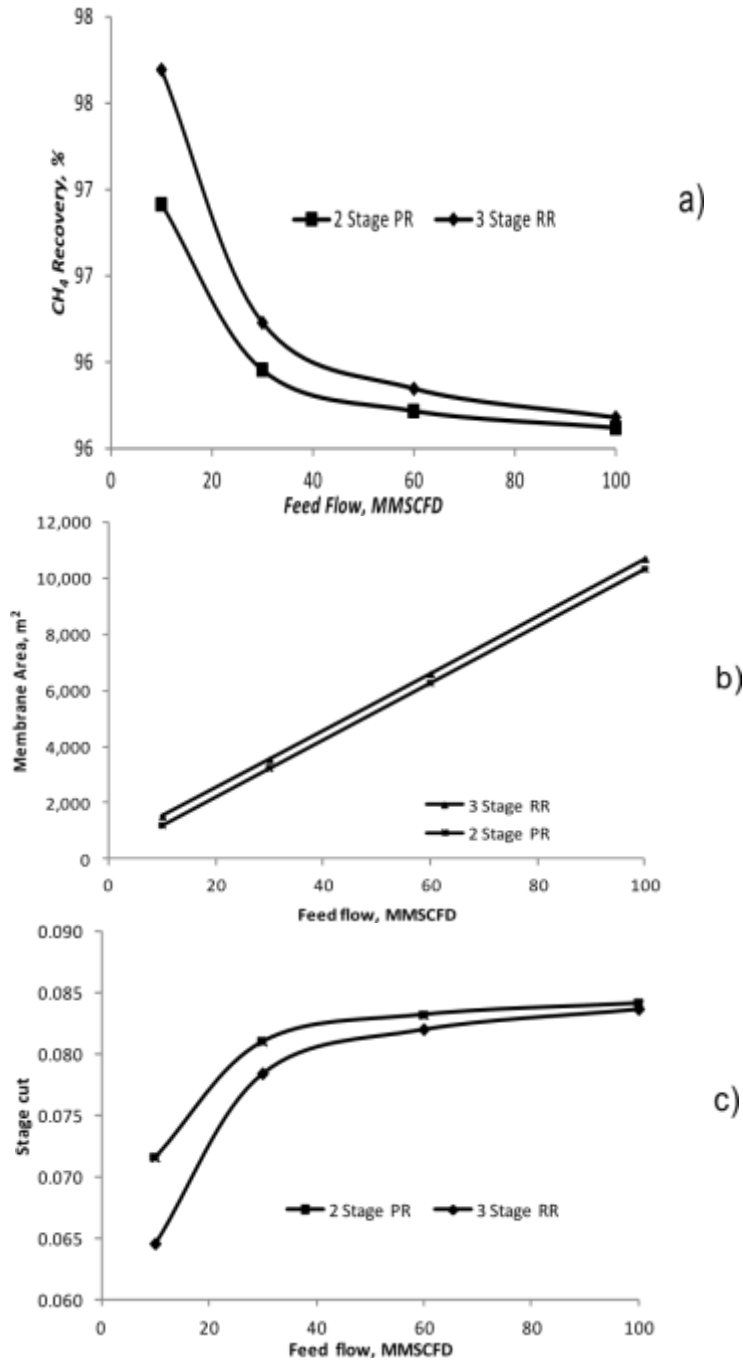 98
98
97
97
96
96
CH₄ Recovery, %
2 Stage PR 3 Stage RR
a)
0 20 40 60 80 100
Feed Flow, MMSCFD
12,000
10,000
8,000
6,000
4,000
2,000
0
Membrane Area, m²
b)
3 Stage RR
2 Stage PR
0 20 40 60 80 100
Feed flow, MMSCFD
0.090
0.085
0.080
0.075
0.070
0.065
0.060
Stage cut
c)
2 Stage PR 3 Stage RR
0 20 40 60 80 100
Feed flow, MMSCFD